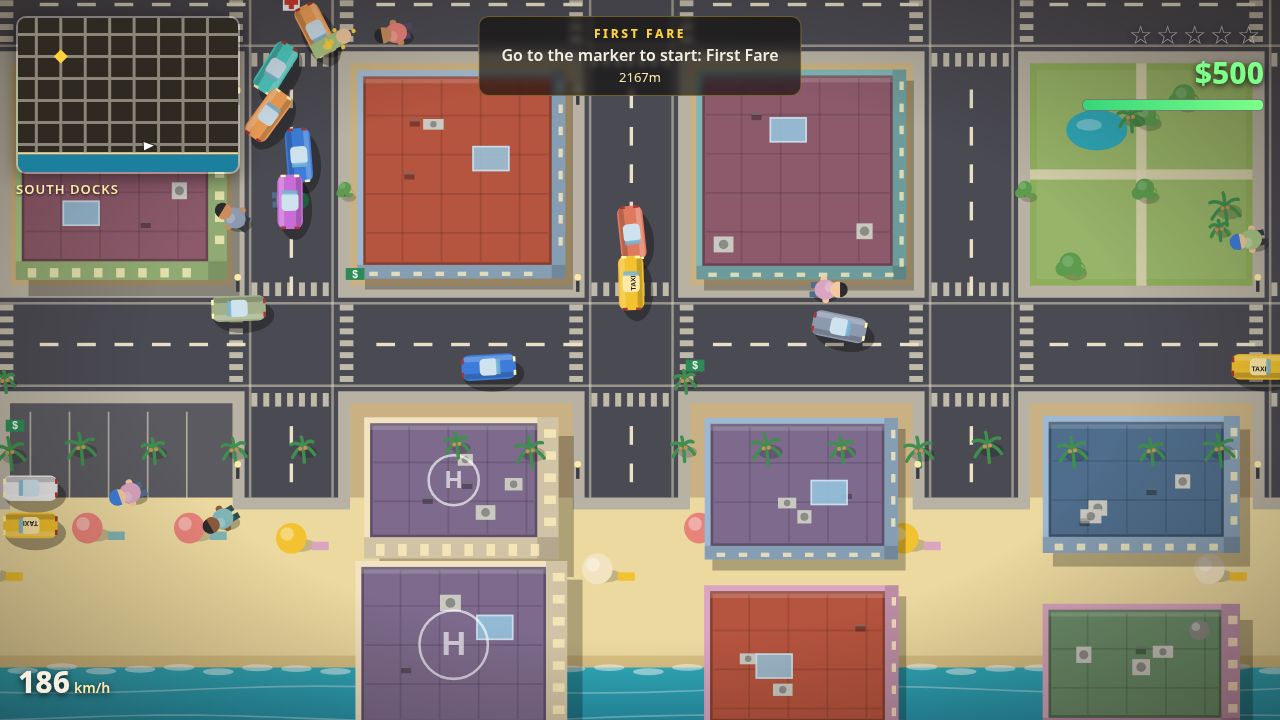 FIRST FARE
Go to the marker to start: First Fare
2167m
$500
SOUTH DOCKS
$
TAXI
$
TAXI
$
H
TAXI
H
186 km/h